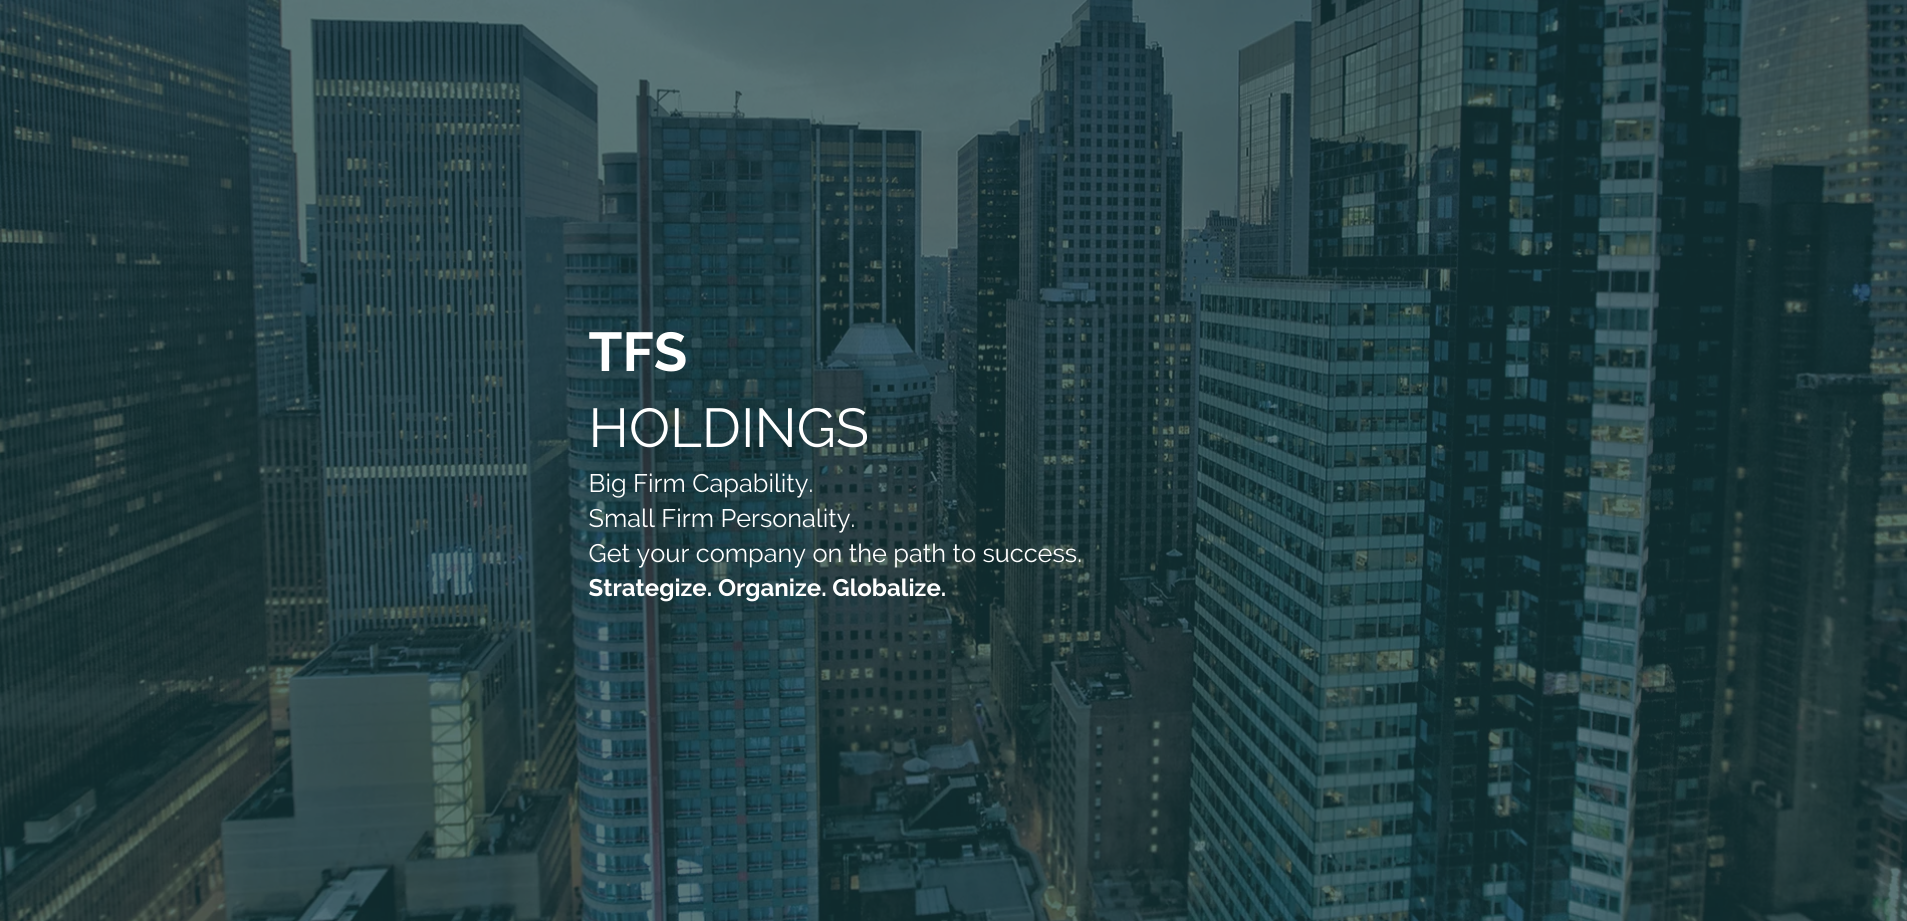 TFS
HOLDINGS
Big Firm Capability.
Small Firm Personality.
Get your company on the path to success.
Strategize. Organize. Globalize.